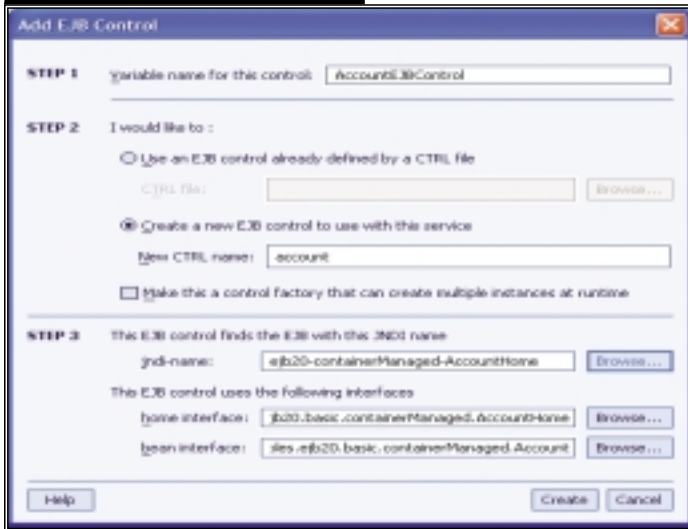 Add EJB Control
STEP 1 Variable name for this control: AccountEJBControl
STEP 2 I would like to :
Use an EJB control already defined by a CTRL file
CTRL file: Browse...
Create a new EJB control to use with this service
New CTRL name: account
Make this a control factory that can create multiple instances at runtime
STEP 3 This EJB control finds the EJB with this JNDI name
jndi-name: ejb20-containerManaged-AccountHome Browse...
This EJB control uses the following interfaces
home interface: jb20.basic.containerManaged.AccountHome Browse...
bean interface: ples.ejb20.basic.containerManaged.Account Browse...
Help Create Cancel